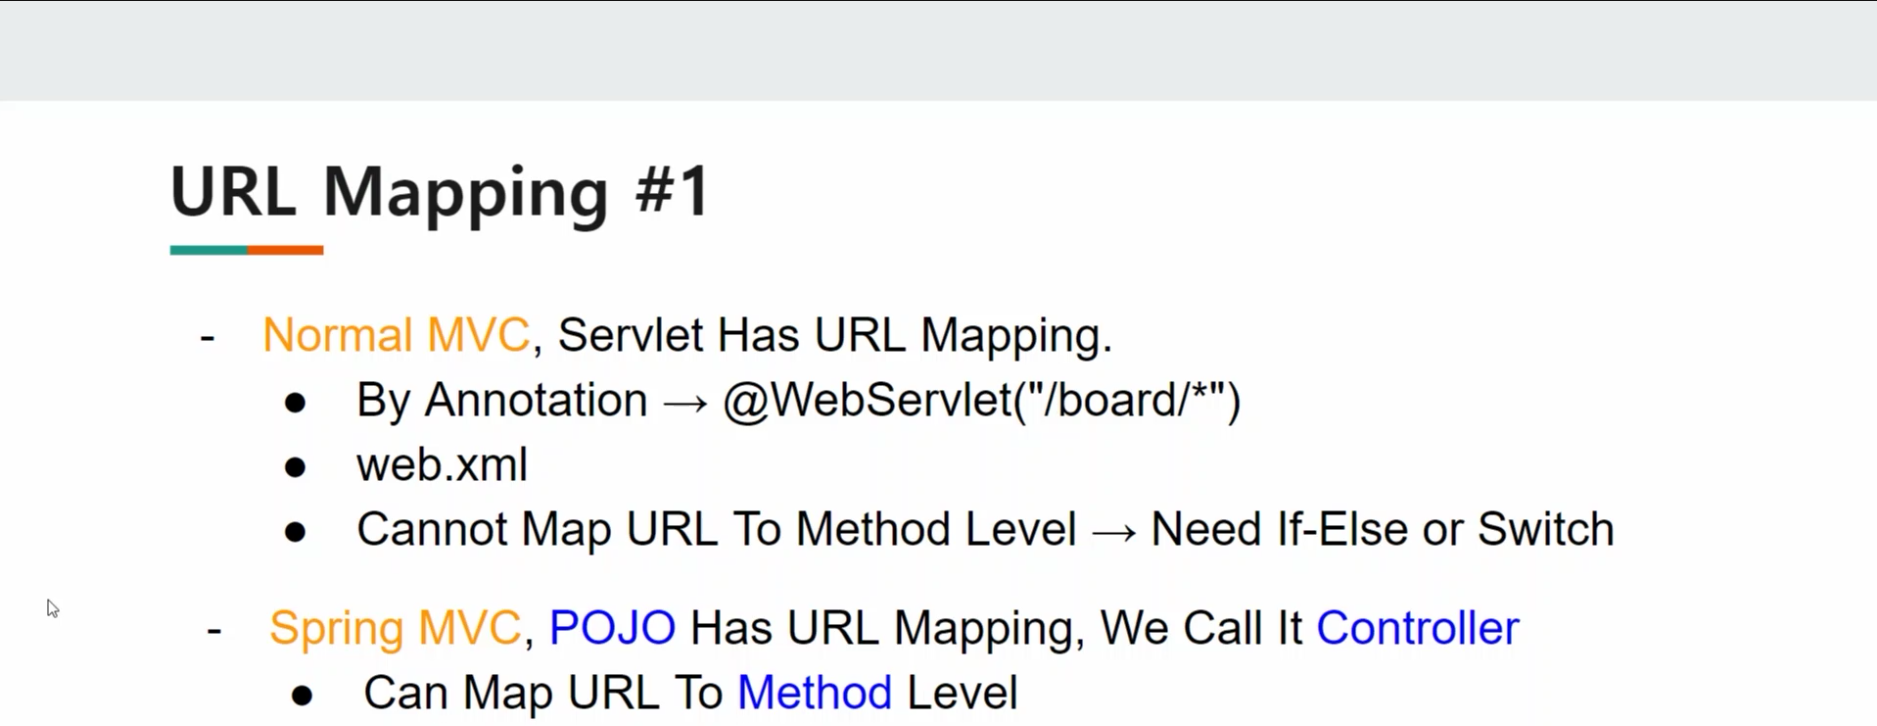 URL Mapping #1
- Normal MVC, Servlet Has URL Mapping.
● By Annotation → @WebServlet("/board/*")
● web.xml
● Cannot Map URL To Method Level → Need If-Else or Switch
- Spring MVC, POJO Has URL Mapping, We Call It Controller
● Can Map URL To Method Level